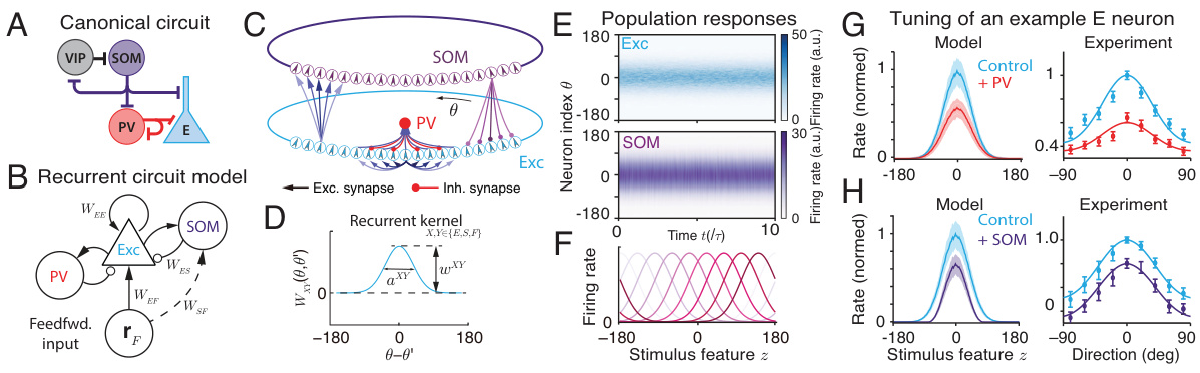 A
Canonical circuit
VIP
SOM
PV
E
B
Recurrent circuit model
W_EE
Exc
SOM
PV
W_ES
W_EF
W_SF
Feedfwd.
input
r_F
C
SOM
θ
PV
Exc
Exc. synapse
Inh. synapse
D
Recurrent kernel
X,Y∈{E,S,F}
W_XY(θ,θ')
w^XY
a^XY
0
−180
0
180
θ−θ'
E
Population responses
Exc
180
0
-180
50
0
Firing rate (a.u.)
Neuron index θ
SOM
180
0
-180
30
0
Firing rate (a.u.)
0
10
Time t(/τ)
F
Firing rate
−180
0
180
Stimulus feature z
G
Tuning of an example E neuron
Model
Experiment
Control
+ PV
Rate (normed)
1
0
-180
0
180
1
0.4
−90
0
90
H
Model
Experiment
Control
+ SOM
Rate (normed)
1
0
-180
0
180
Stimulus feature z
1.0
0
−90
0
90
Direction (deg)